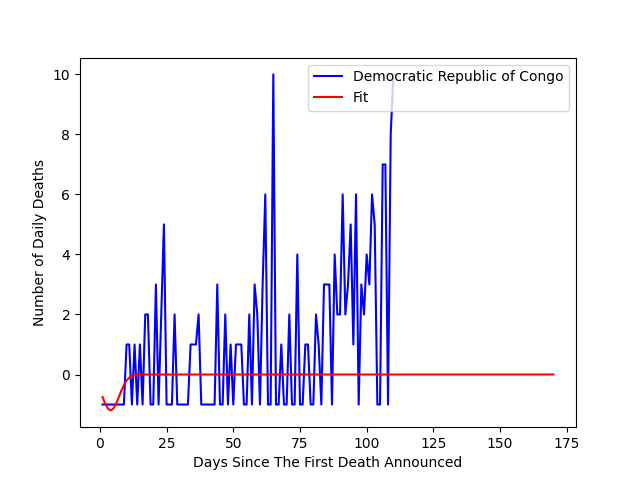 Democratic Republic of Congo
Fit
Number of Daily Deaths
10
8
6
4
2
0
0 25 50 75 100 125 150 175
Days Since The First Death Announced